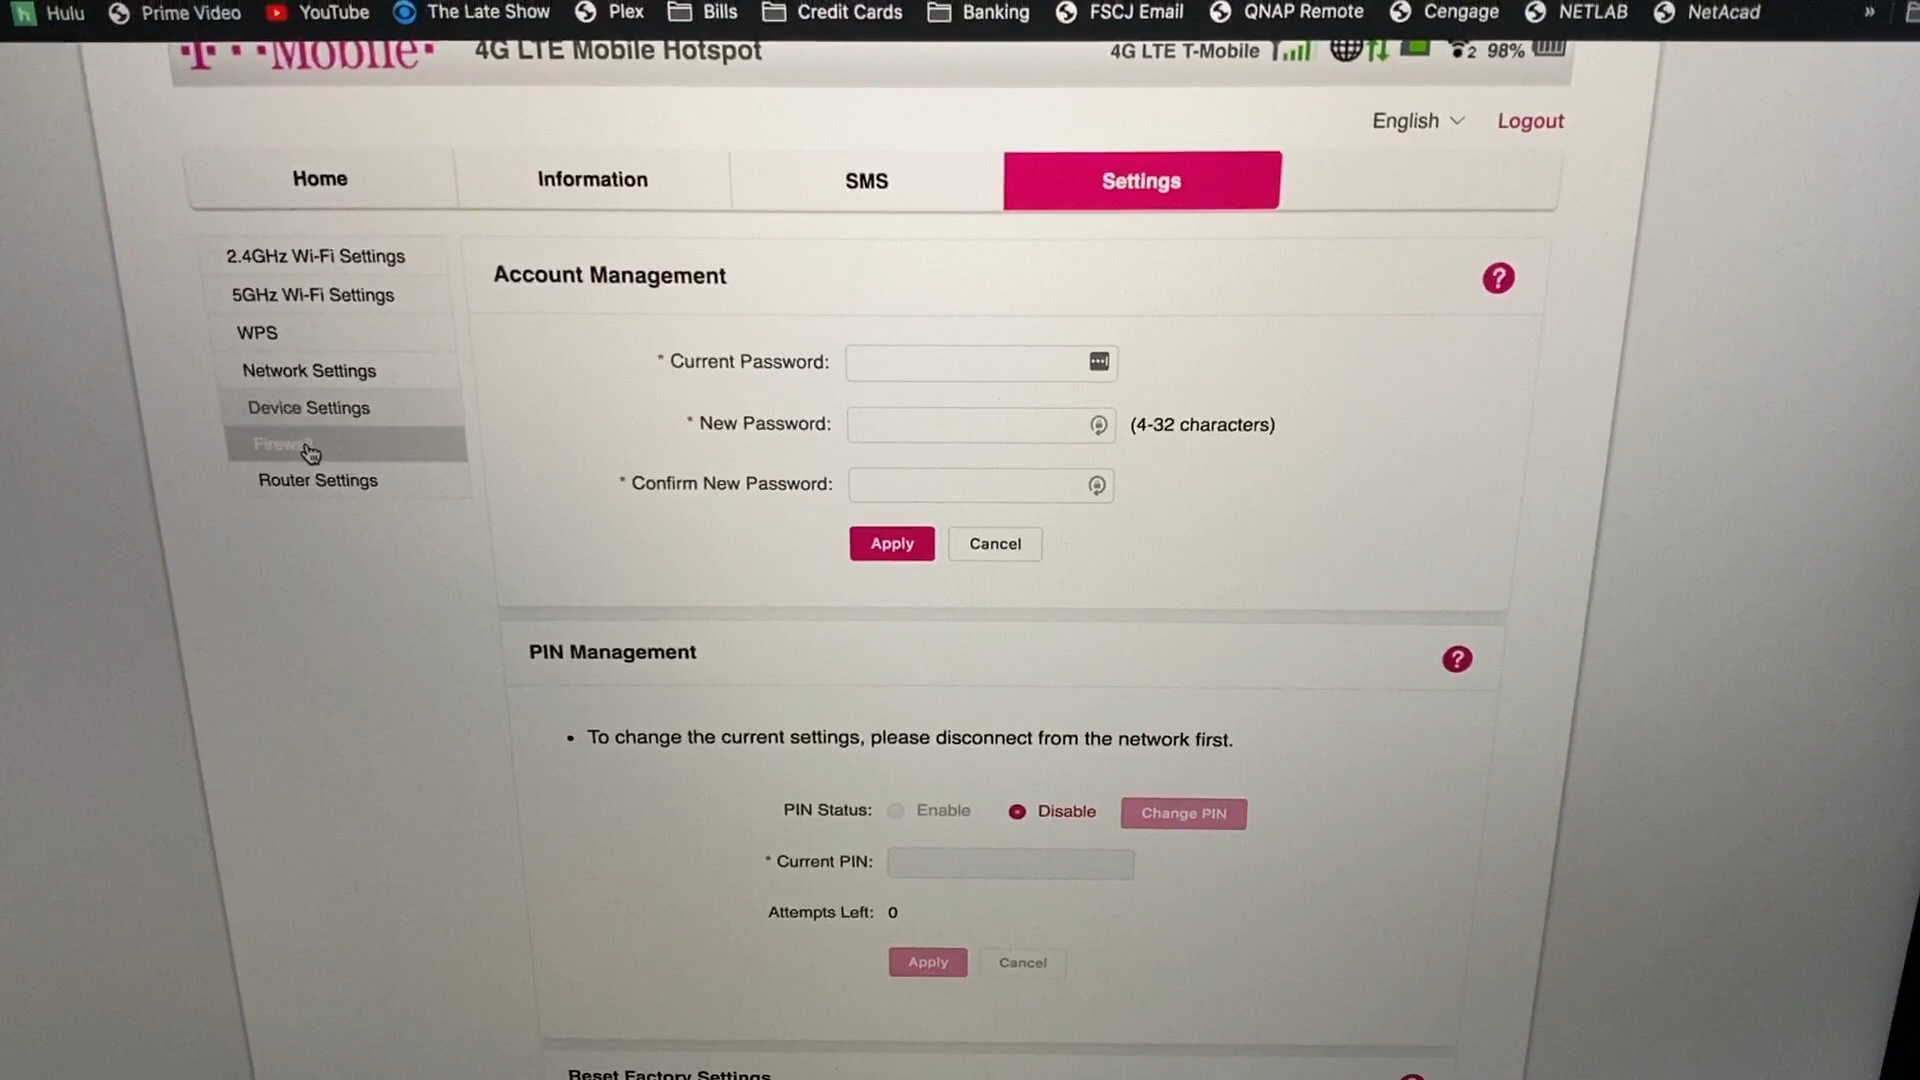 Hulu Prime Video YouTube The Late Show Plex Bills Credit Cards Banking FSCJ Email QNAP Remote Cengage NETLAB NetAcad »
T··Mobile· 4G LTE Mobile Hotspot 4G LTE T-Mobile 2 98%
English Logout
Home Information SMS Settings
2.4GHz Wi-Fi Settings
5GHz Wi-Fi Settings
WPS
Network Settings
Device Settings
Firewall
Router Settings
Account Management ?
* Current Password:
* New Password: (4-32 characters)
* Confirm New Password:
Apply Cancel
PIN Management ?
• To change the current settings, please disconnect from the network first.
PIN Status: Enable Disable Change PIN
* Current PIN:
Attempts Left: 0
Apply Cancel
Reset Factory Settings